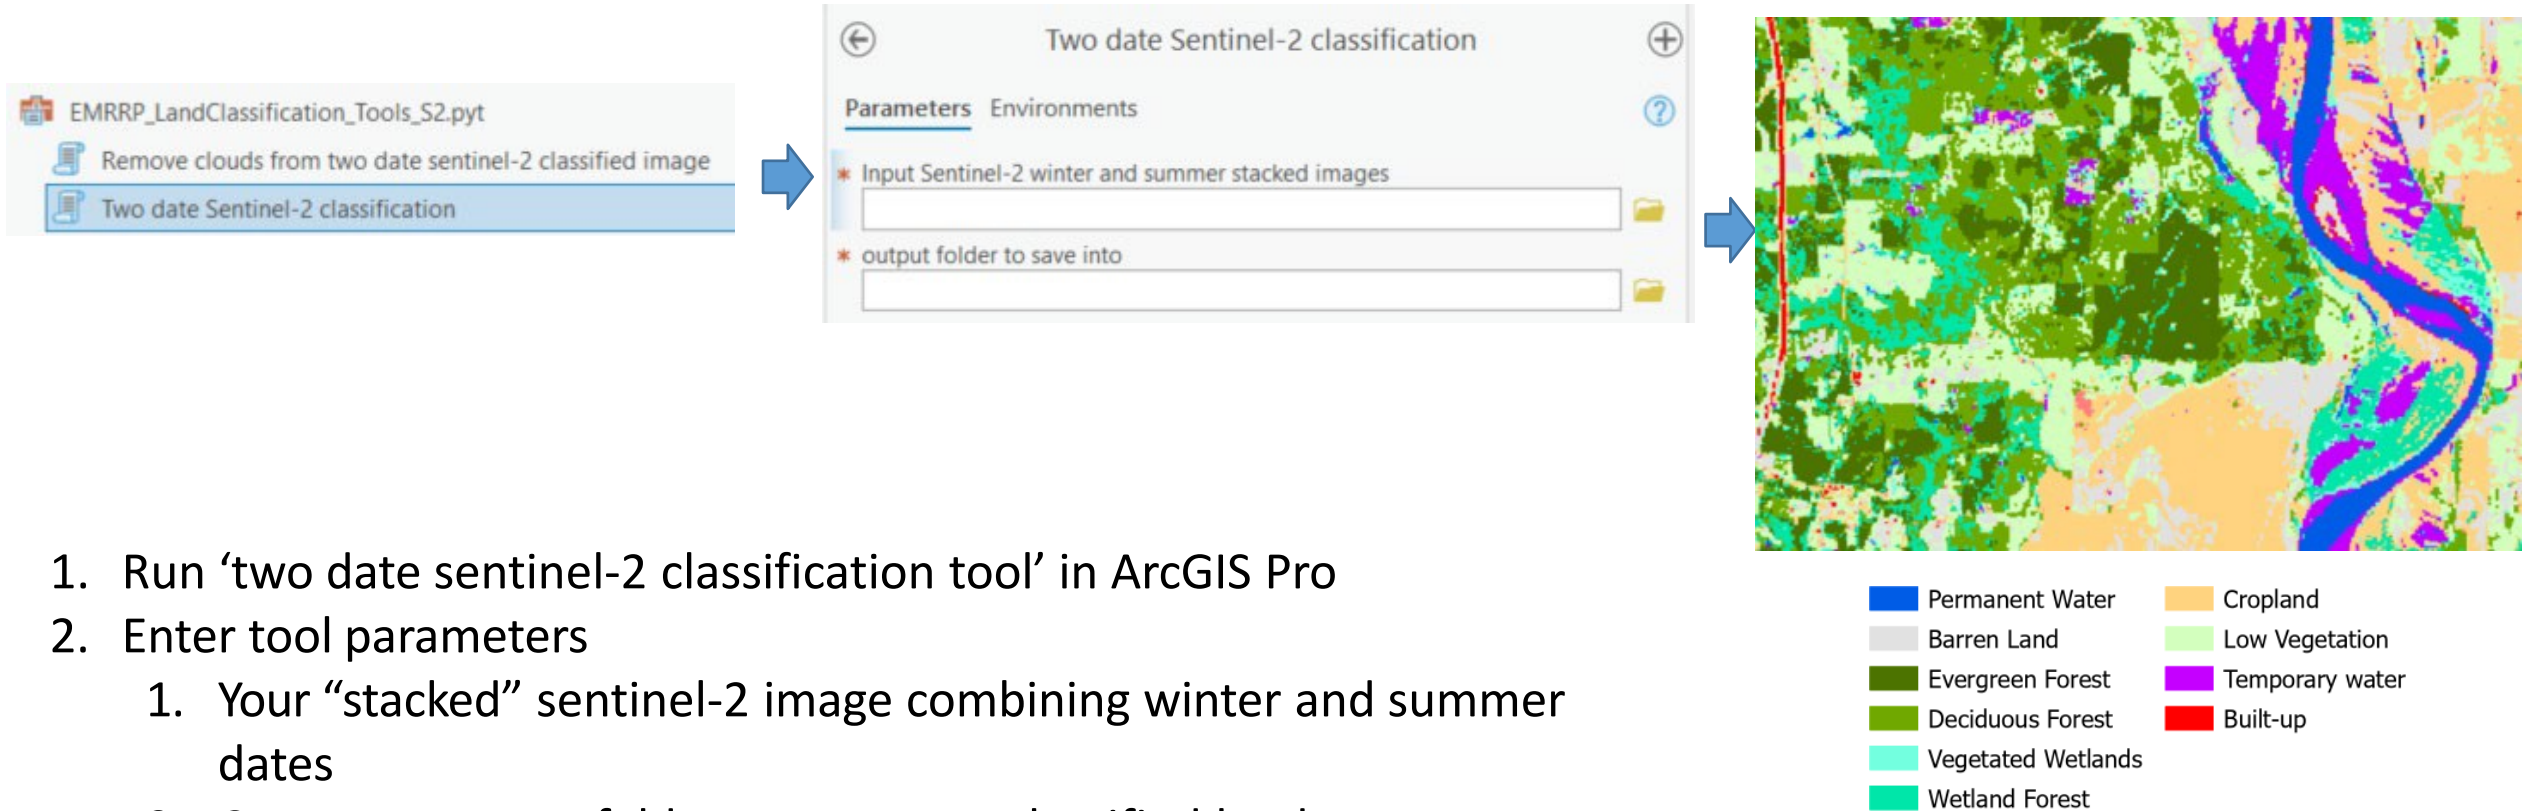 EMRRP_LandClassification_Tools_S2.pyt
Remove clouds from two date sentinel-2 classified image
Two date Sentinel-2 classification
Two date Sentinel-2 classification
Parameters Environments
* Input Sentinel-2 winter and summer stacked images
* output folder to save into
1. Run ‘two date sentinel-2 classification tool’ in ArcGIS Pro
2. Enter tool parameters
1. Your “stacked” sentinel-2 image combining winter and summer
dates
Permanent Water
Barren Land
Evergreen Forest
Deciduous Forest
Vegetated Wetlands
Wetland Forest
Cropland
Low Vegetation
Temporary water
Built-up